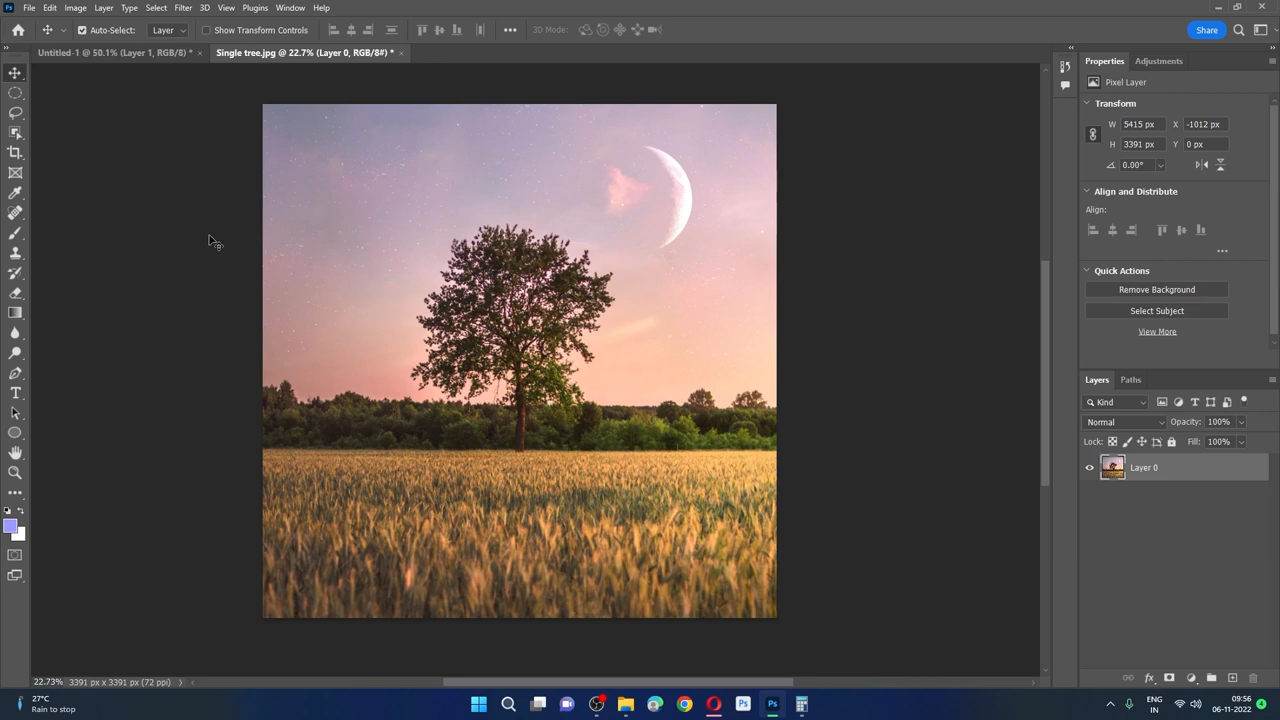 Ps File Edit Image Layer Type Select Filter 3D View Plugins Window Help
Auto-Select: Layer Show Transform Controls 3D Mode: Share
Untitled-1 @ 50.1% (Layer 1, RGB/8) * × Single tree.jpg @ 22.7% (Layer 0, RGB/8#) * ×
Properties Adjustments
Pixel Layer
Transform
W 5415 px X -1012 px
H 3391 px Y 0 px
0.00°
Align and Distribute
Align:
Quick Actions
Remove Background
Select Subject
View More
Layers Paths
Kind
Normal Opacity: 100%
Lock: Fill: 100%
Layer 0
22.73% 3391 px x 3391 px (72 ppi)
27°C
Rain to stop
Ps Ps
ENG
IN
09:56
06-11-2022
4